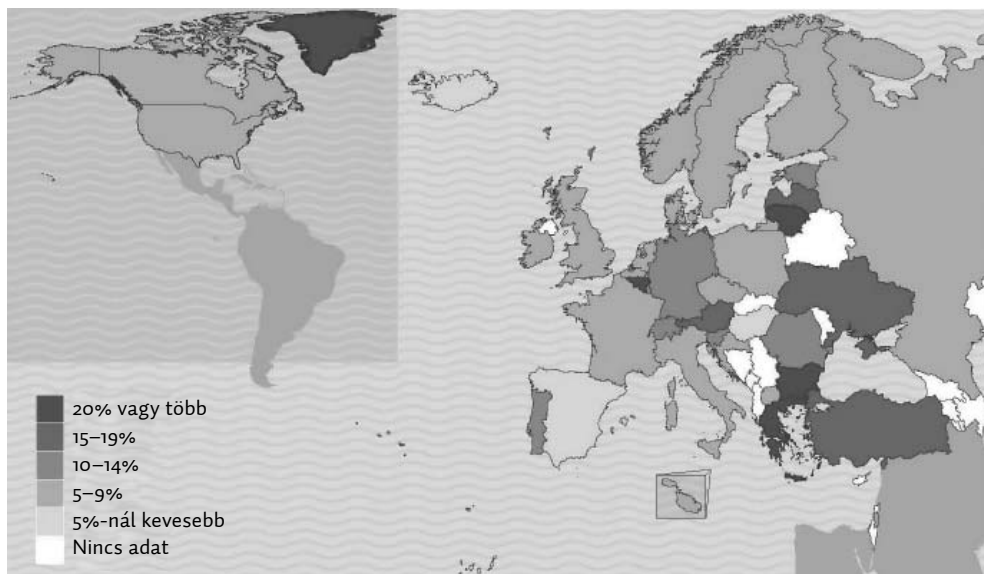 20% vagy több
15–19%
10–14%
5–9%
5%-nál kevesebb
Nincs adat